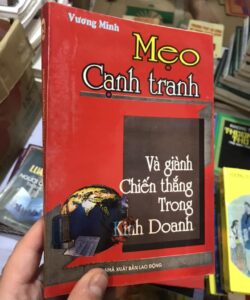 Vương Minh
Mẹo
Cạnh tranh
Và giành
Chiến thắng
Trong
Kinh Doanh
NHÀ XUẤT BẢN LAO ĐỘNG